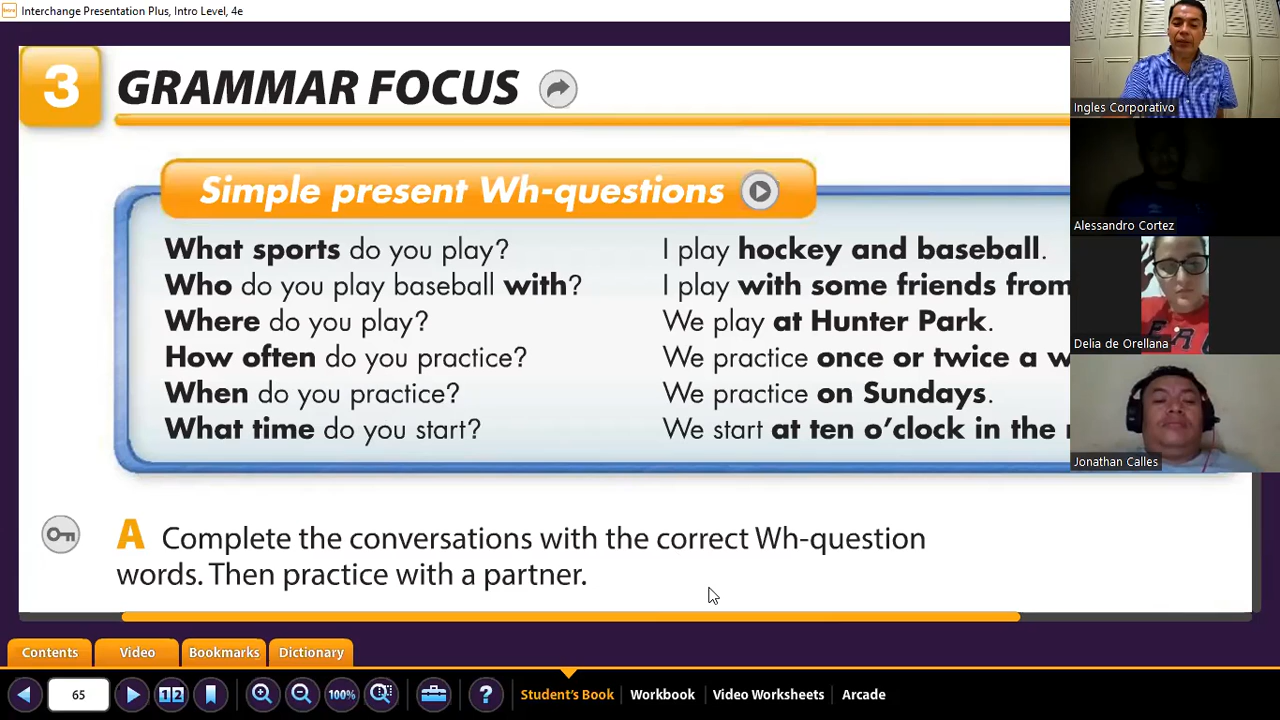 Interchange Presentation Plus, Intro Level, 4e
3 GRAMMAR FOCUS
Simple present Wh-questions
What sports do you play? I play hockey and baseball.
Who do you play baseball with? I play with some friends from
Where do you play? We play at Hunter Park.
How often do you practice? We practice once or twice a w
When do you practice? We practice on Sundays.
What time do you start? We start at ten o’clock in the
A Complete the conversations with the correct Wh-question
words. Then practice with a partner.
Ingles Corporativo
Alessandro Cortez
Delia de Orellana
Jonathan Calles
Contents Video Bookmarks Dictionary
65 1 2 100% ? Student's Book Workbook Video Worksheets Arcade